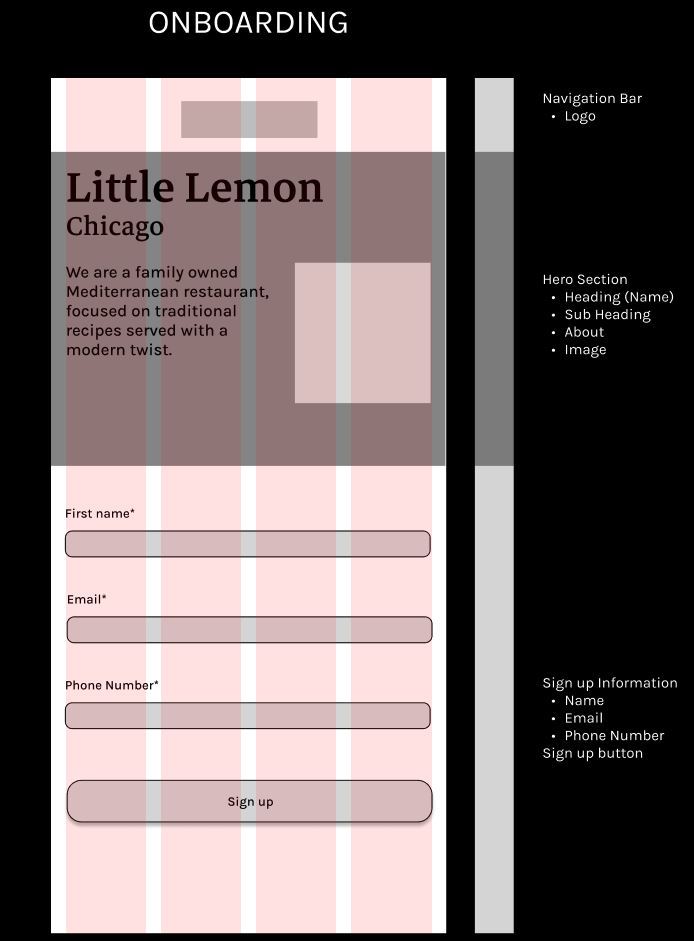 ONBOARDING
Navigation Bar
• Logo
Little Lemon
Chicago
We are a family owned
Mediterranean restaurant,
focused on traditional
recipes served with a
modern twist.
Hero Section
• Heading (Name)
• Sub Heading
• About
• Image
First name*
Email*
Phone Number*
Sign up
Sign up Information
• Name
• Email
• Phone Number
Sign up button